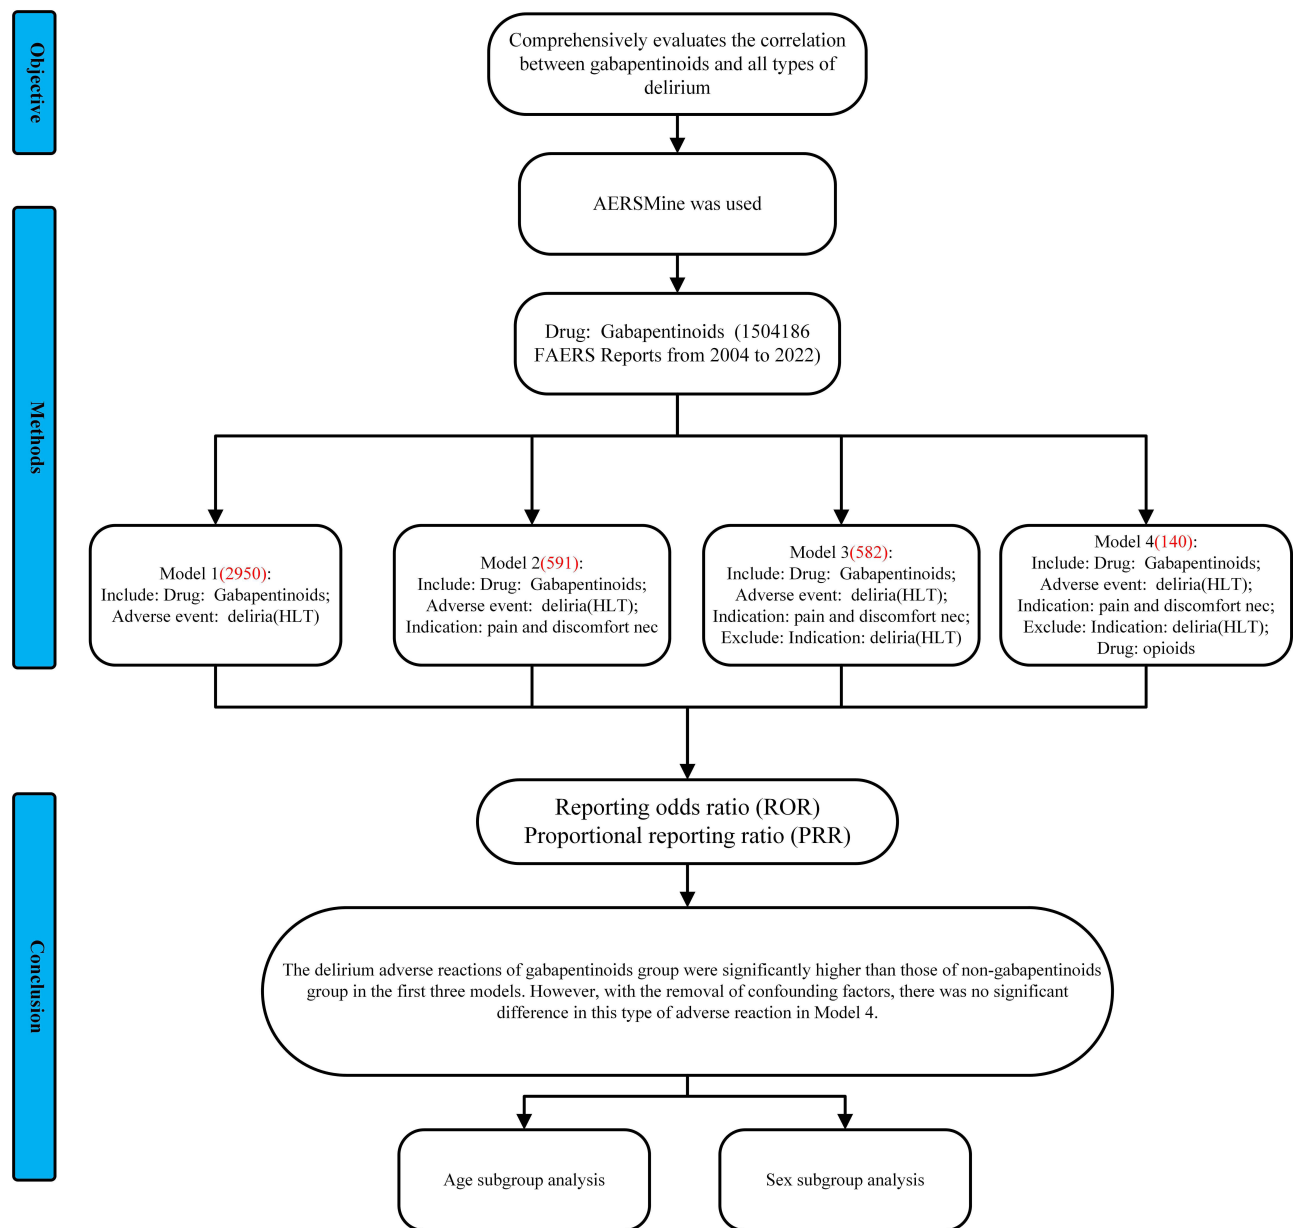 Objective
Comprehensively evaluates the correlation
between gabapentinoids and all types of
delirium
Methods
AERSMine was used
Drug: Gabapentinoids (1504186
FAERS Reports from 2004 to 2022)
Model 1(2950):
Include: Drug: Gabapentinoids;
Adverse event: deliria(HLT)
Model 2(591):
Include: Drug: Gabapentinoids;
Adverse event: deliria(HLT);
Indication: pain and discomfort nec
Model 3(582):
Include: Drug: Gabapentinoids;
Adverse event: deliria(HLT);
Indication: pain and discomfort nec;
Exclude: Indication: deliria(HLT)
Model 4(140):
Include: Drug: Gabapentinoids;
Adverse event: deliria(HLT);
Indication: pain and discomfort nec;
Exclude: Indication: deliria(HLT);
Drug: opioids
Reporting odds ratio (ROR)
Proportional reporting ratio (PRR)
Conclusion
The delirium adverse reactions of gabapentinoids group were significantly higher than those of non-gabapentinoids
group in the first three models. However, with the removal of confounding factors, there was no significant
difference in this type of adverse reaction in Model 4.
Age subgroup analysis
Sex subgroup analysis